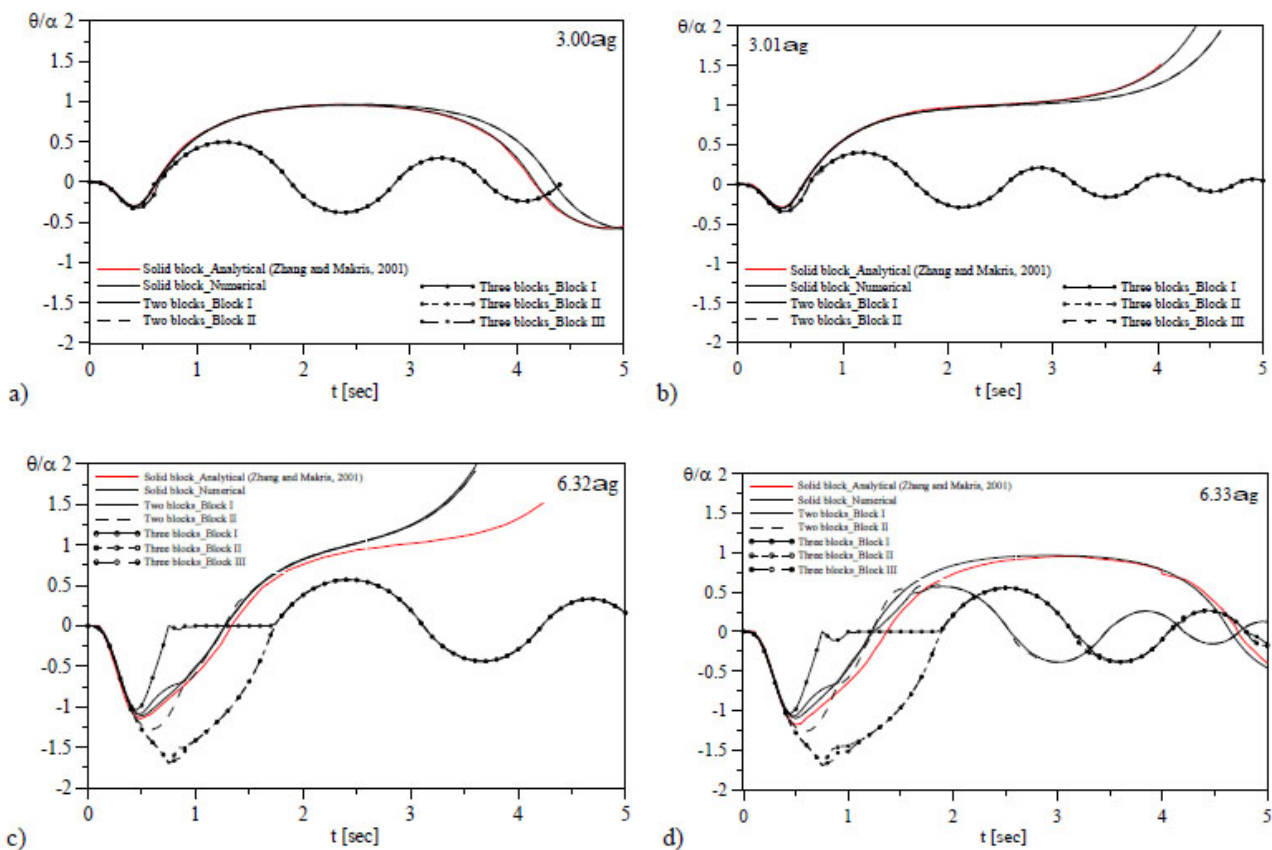 θ/α 2
3.00ag
1.5
1
0.5
0
-0.5
-1
-1.5
-2
Solid block_Analytical (Zhang and Makris, 2001)
Solid block_Numerical
Two blocks_Block I
Two blocks_Block II
Three blocks_Block I
Three blocks_Block II
Three blocks_Block III
0 1 2 3 4 5
t [sec]
a)
θ/α 2
3.01ag
1.5
1
0.5
0
-0.5
-1
-1.5
-2
Solid block_Analytical (Zhang and Makris, 2001)
Solid block_Numerical
Two blocks_Block I
Two blocks_Block II
Three blocks_Block I
Three blocks_Block II
Three blocks_Block III
0 1 2 3 4 5
t [sec]
b)
θ/α 2
6.32ag
1.5
1
0.5
0
-0.5
-1
-1.5
-2
Solid block_Analytical (Zhang and Makris, 2001)
Solid block_Numerical
Two blocks_Block I
Two blocks_Block II
Three blocks_Block I
Three blocks_Block II
Three blocks_Block III
0 1 2 3 4 5
t [sec]
c)
θ/α 2
6.33ag
1.5
1
0.5
0
-0.5
-1
-1.5
-2
Solid block_Analytical (Zhang and Makris, 2001)
Solid block_Numerical
Two blocks_Block I
Two blocks_Block II
Three blocks_Block I
Three blocks_Block II
Three blocks_Block III
0 1 2 3 4 5
t [sec]
d)